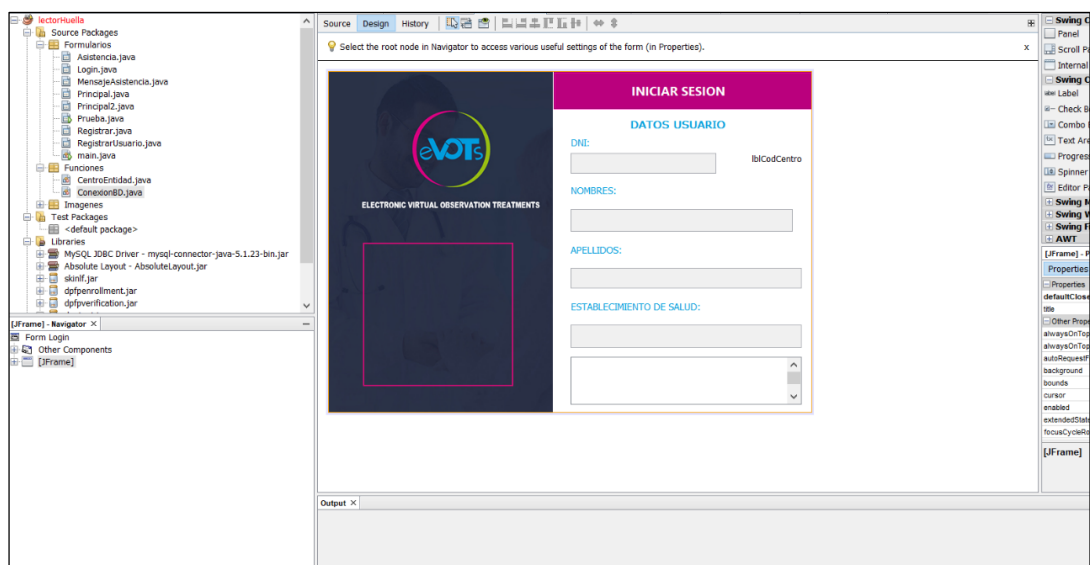 lectorHuella
Source Packages
Formularios
Asistencia.java
Login.java
MensajeAsistencia.java
Principal.java
Principal2.java
Prueba.java
Registrar.java
RegistrarUsuario.java
main.java
Funciones
CentroEntidad.java
ConexionBD.java
Imagenes
Test Packages
<default package>
Libraries
MySQL JDBC Driver - mysql-connector-java-5.1.23-bin.jar
Absolute Layout - AbsoluteLayout.jar
skinlf.jar
dpfpenrollment.jar
dpfpverification.jar
[JFrame] - Navigator
Form Login
Other Components
[JFrame]
Source Design History
Select the root node in Navigator to access various useful settings of the form (in Properties). x
eVOTs
ELECTRONIC VIRTUAL OBSERVATION TREATMENTS
INICIAR SESION
DATOS USUARIO
DNI:
lblCodCentro
NOMBRES:
APELLIDOS:
ESTABLECIMIENTO DE SALUD:
Output
Swing C
Panel
Scroll Pa
Internal
Swing C
label Label
Check B
Combo
Text Are
Progres
Spinner
Editor Pa
Swing M
Swing W
Swing Fi
AWT
[JFrame] - P
Properties
Properties
defaultClose
title
Other Prope
alwaysOnTop
alwaysOnTop
autoRequestF
background
bounds
cursor
enabled
extendedState
focusCycleRo
[JFrame]